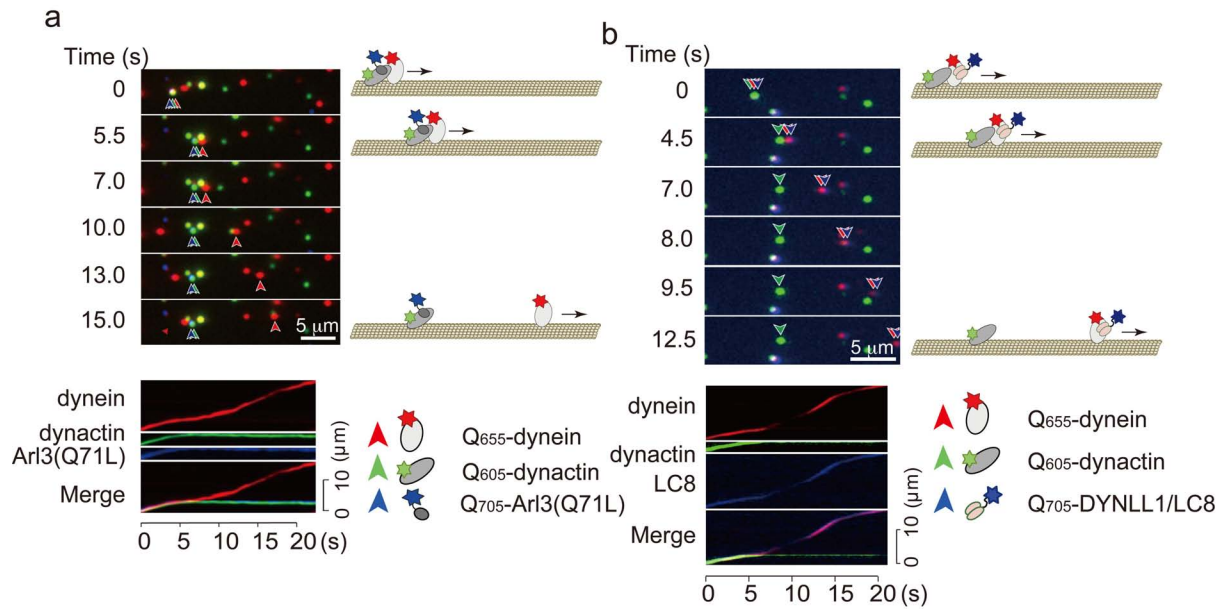 a
Time (s)
0
5.5
7.0
10.0
13.0
15.0
5 μm
dynein
dynactin
Arl3(Q71L)
Merge
0 10 (μm)
0 5 10 15 20 (s)
Q655-dynein
Q605-dynactin
Q705-Arl3(Q71L)
b
Time (s)
0
4.5
7.0
8.0
9.5
12.5
5 μm
dynein
dynactin
LC8
Merge
0 10 (μm)
0 5 10 15 20 (s)
Q655-dynein
Q605-dynactin
Q705-DYNLL1/LC8